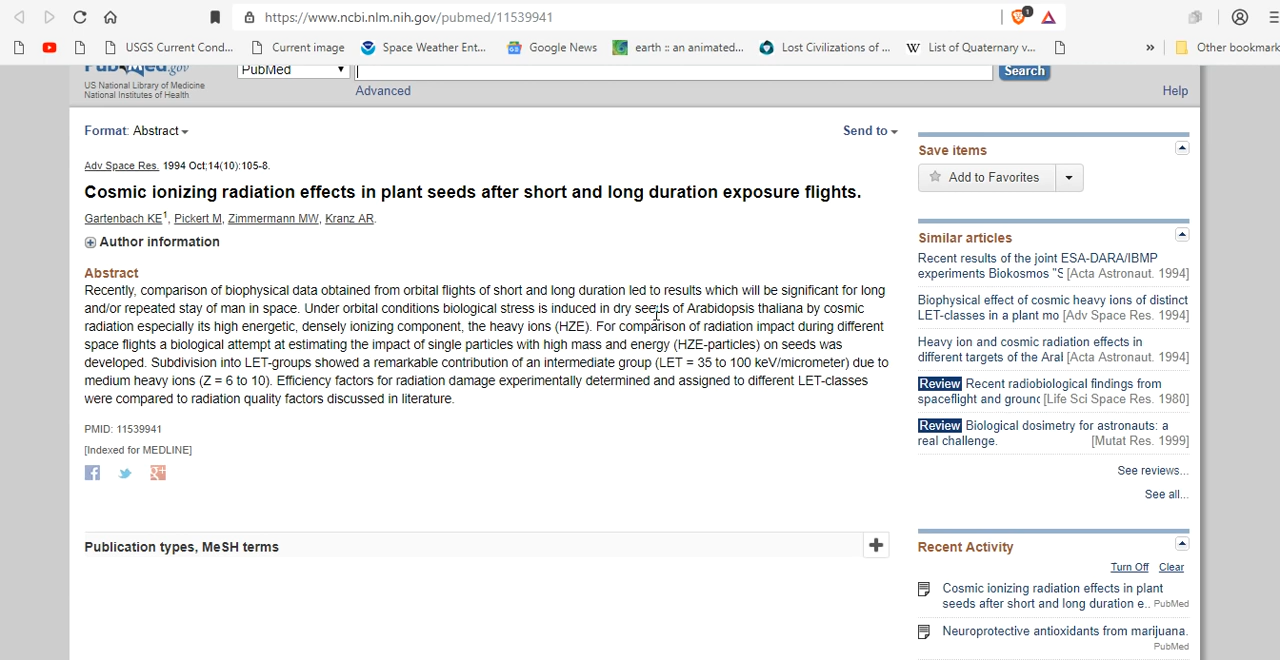 https://www.ncbi.nlm.nih.gov/pubmed/11539941
1
USGS Current Cond... Current image Space Weather Ent... Google News earth :: an animated... Lost Civilizations of ... W List of Quaternary v... » Other bookmark
PubMed.gov
US National Library of Medicine
National Institutes of Health
PubMed
Search
Advanced
Help
Format: Abstract
Send to
Adv Space Res. 1994 Oct;14(10):105-8.
Cosmic ionizing radiation effects in plant seeds after short and long duration exposure flights.
Gartenbach KE1, Pickert M, Zimmermann MW, Kranz AR.
Author information
Abstract
Recently, comparison of biophysical data obtained from orbital flights of short and long duration led to results which will be significant for long
and/or repeated stay of man in space. Under orbital conditions biological stress is induced in dry seeds of Arabidopsis thaliana by cosmic
radiation especially its high energetic, densely ionizing component, the heavy ions (HZE). For comparison of radiation impact during different
space flights a biological attempt at estimating the impact of single particles with high mass and energy (HZE-particles) on seeds was
developed. Subdivision into LET-groups showed a remarkable contribution of an intermediate group (LET = 35 to 100 keV/micrometer) due to
medium heavy ions (Z = 6 to 10). Efficiency factors for radiation damage experimentally determined and assigned to different LET-classes
were compared to radiation quality factors discussed in literature.
PMID: 11539941
[Indexed for MEDLINE]
Publication types, MeSH terms
Save items
Add to Favorites
Similar articles
Recent results of the joint ESA-DARA/IBMP
experiments Biokosmos "S [Acta Astronaut. 1994]
Biophysical effect of cosmic heavy ions of distinct
LET-classes in a plant mo [Adv Space Res. 1994]
Heavy ion and cosmic radiation effects in
different targets of the Aral [Acta Astronaut. 1994]
Review Recent radiobiological findings from
spaceflight and ground [Life Sci Space Res. 1980]
Review Biological dosimetry for astronauts: a
real challenge. [Mutat Res. 1999]
See reviews...
See all...
Recent Activity
Turn Off Clear
Cosmic ionizing radiation effects in plant
seeds after short and long duration e.. PubMed
Neuroprotective antioxidants from marijuana.
PubMed